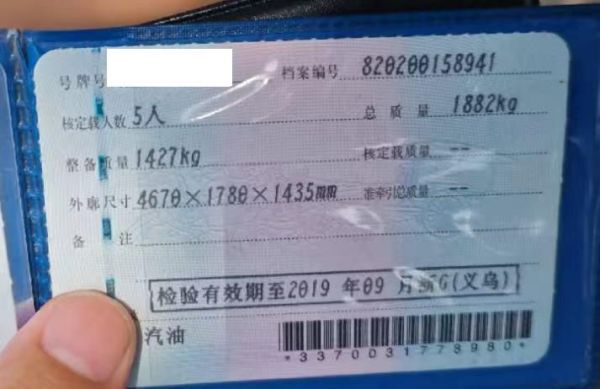 号牌号 档案编号 820200158941
核定载人数 5人 总质量 1882kg
整备质量 1427kg 核定载质量 --
外廓尺寸 4670×1780×1435mm 准牵引总质量 --
备注
检验有效期至2019年09月浙G(义乌)
汽油
*3370031773980*